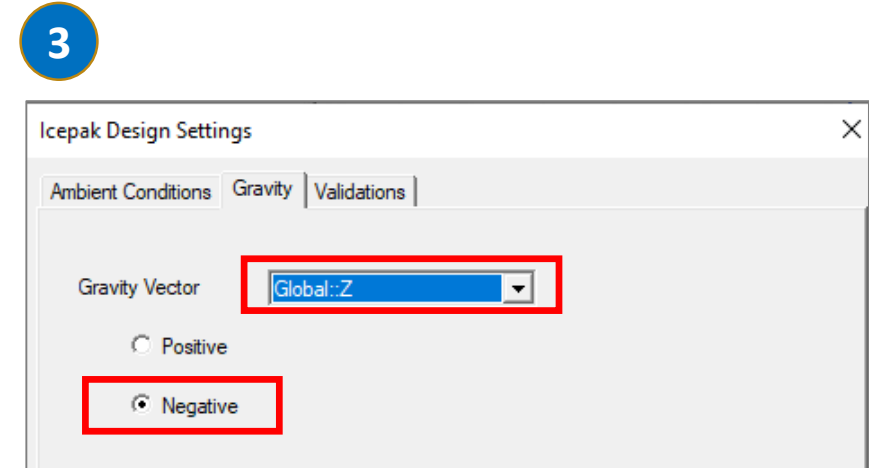 3
Icepak Design Settings
Ambient Conditions Gravity Validations
Gravity Vector Global::Z
Positive
Negative